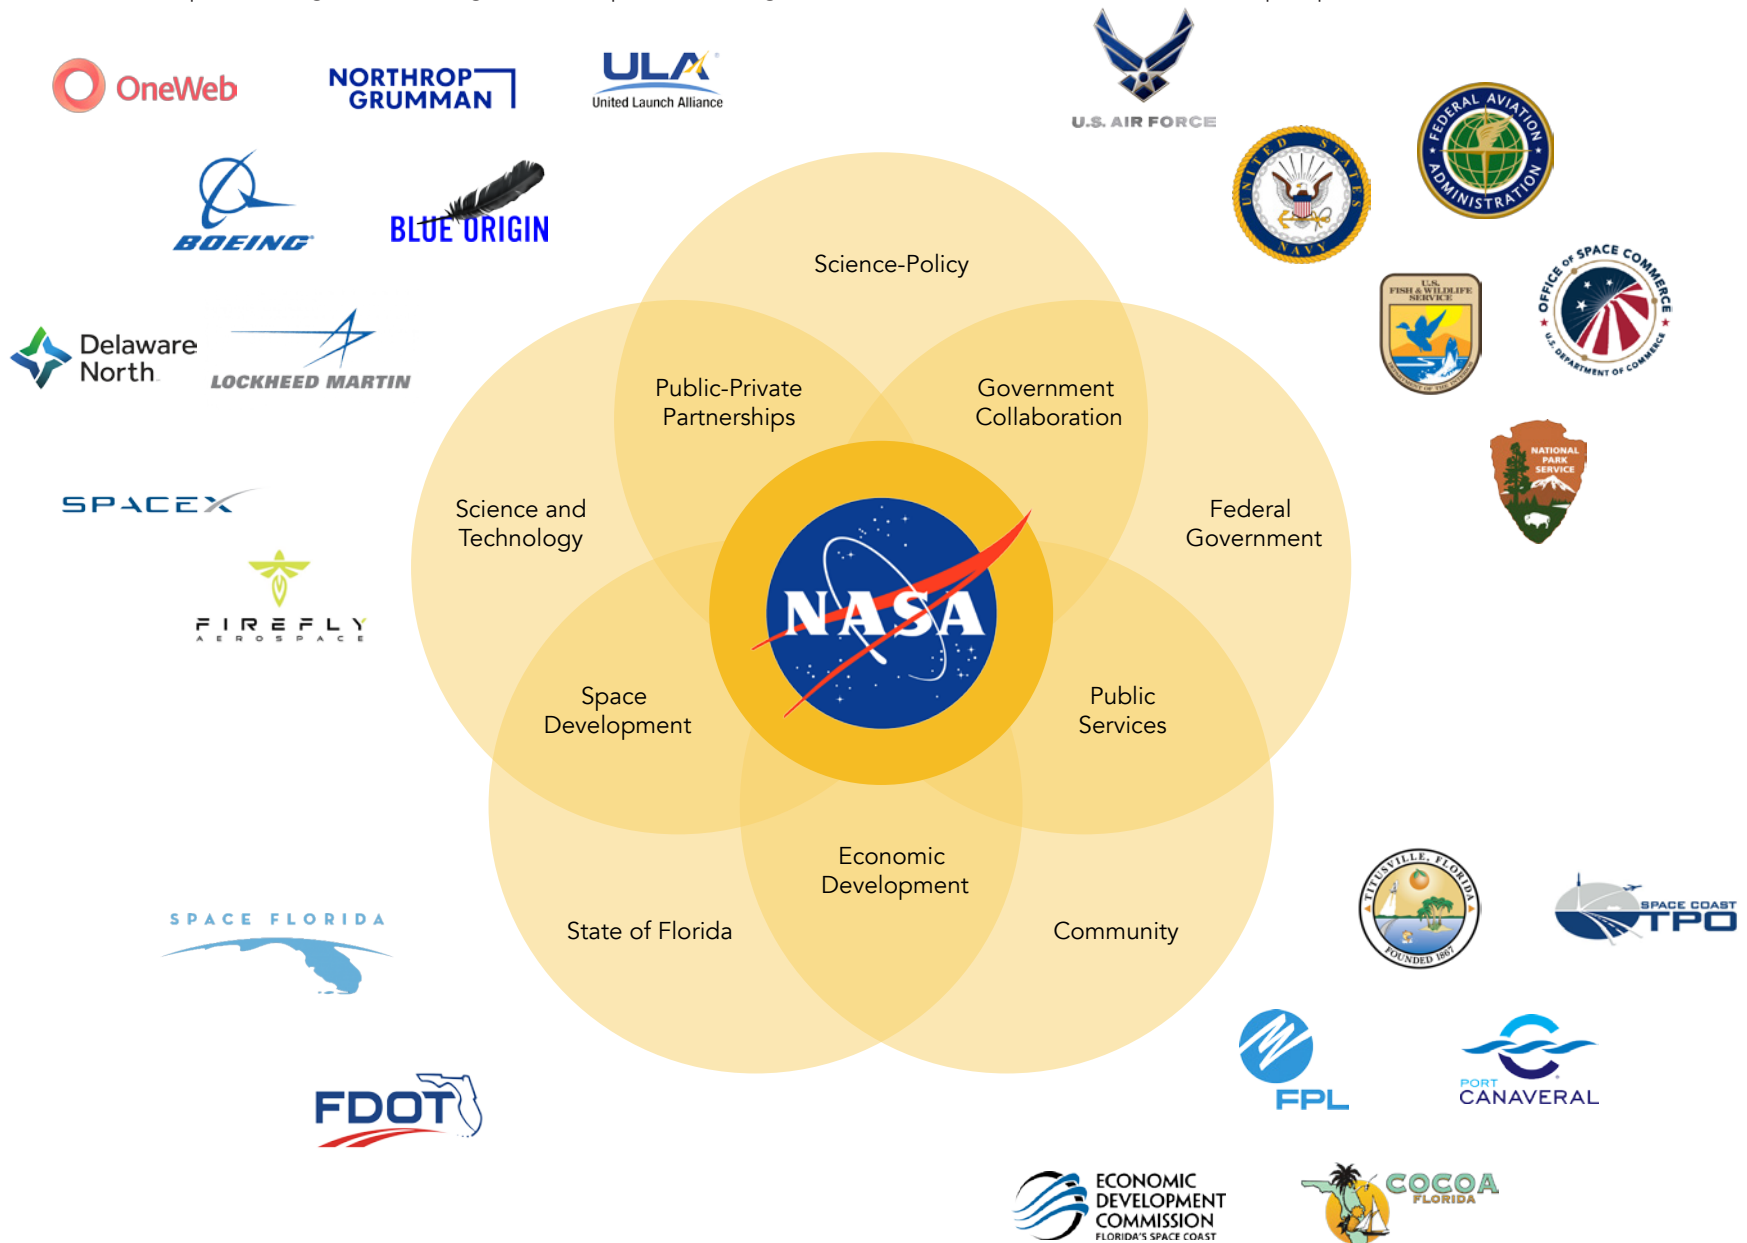 OneWeb
NORTHROP
GRUMMAN
ULA
United Launch Alliance
U.S. AIR FORCE
UNITED STATES
NAVY
FEDERAL AVIATION
ADMINISTRATION
BOEING
BLUE ORIGIN
Science-Policy
U.S.
FISH & WILDLIFE
SERVICE
DEPARTMENT OF THE INTERIOR
OFFICE OF SPACE COMMERCE
U.S. DEPARTMENT OF COMMERCE
Delaware
North
LOCKHEED MARTIN
Public-Private
Partnerships
Government
Collaboration
NATIONAL
PARK
SERVICE
SPACEX
Science and
Technology
Federal
Government
FIREFLY
AEROSPACE
NASA
Space
Development
Public
Services
Economic
Development
SPACE FLORIDA
State of Florida
Community
TITUSVILLE, FLORIDA
FOUNDED 1867
SPACE COAST
TPO
FDOT
FPL
PORT
CANAVERAL
ECONOMIC
DEVELOPMENT
COMMISSION
FLORIDA'S SPACE COAST
COCOA
FLORIDA